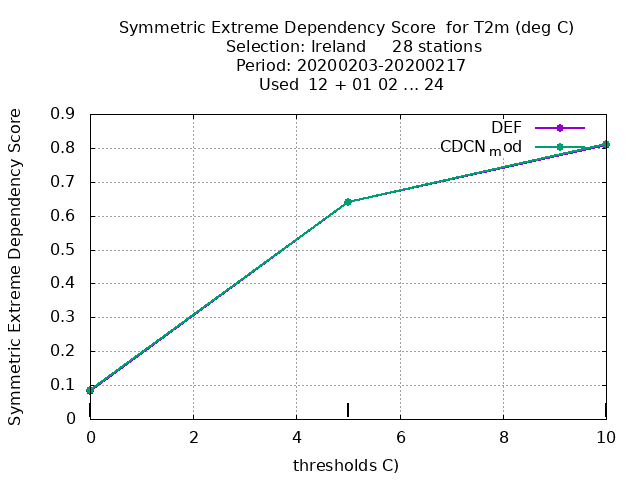 Symmetric Extreme Dependency Score  for T2m (deg C)
Selection: Ireland     28 stations
Period: 20200203-20200217
Used  12 + 01 02 ... 24
Symmetric Extreme Dependency Score
0.9
0.8
0.7
0.6
0.5
0.4
0.3
0.2
0.1
0
DEF
CDCNmod
0 2 4 6 8 10
thresholds C)